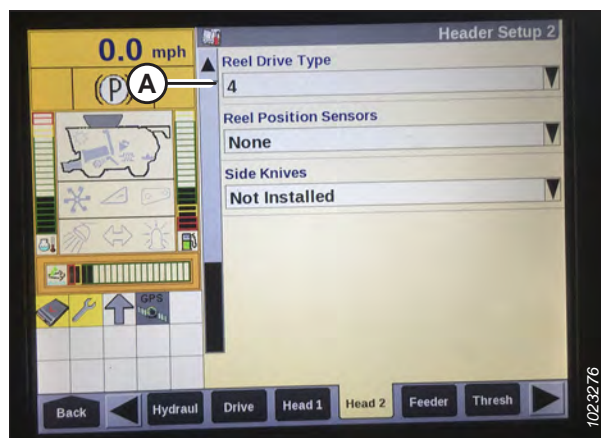 0.0 mph
Header Setup 2
(P)
A
Reel Drive Type
4
Reel Position Sensors
None
Side Knives
Not Installed
GPS
Back
Hydraul
Drive
Head 1
Head 2
Feeder
Thresh
1023276